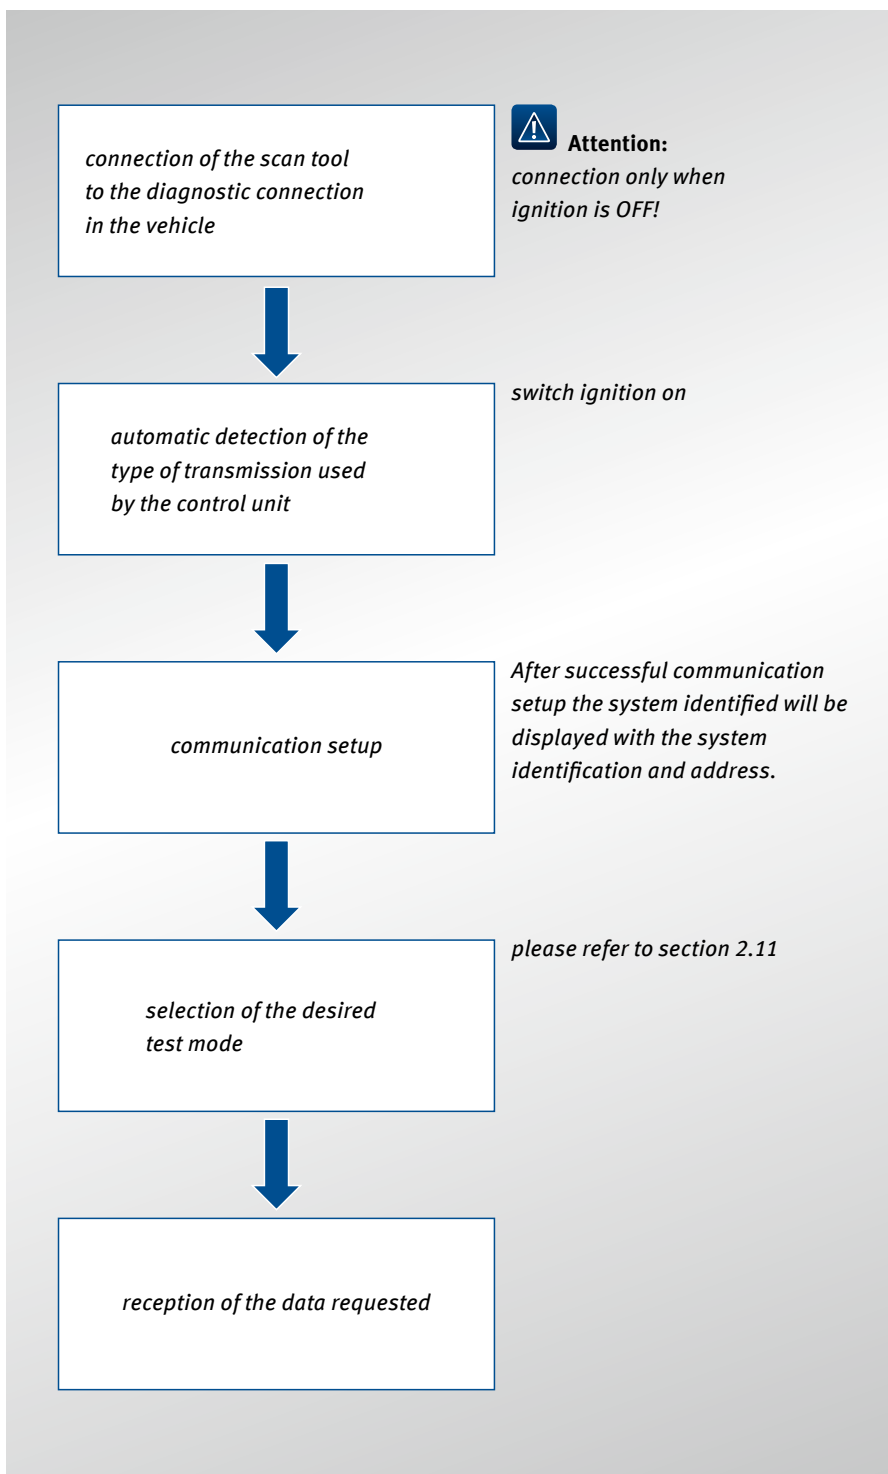 connection of the scan tool
to the diagnostic connection
in the vehicle
Attention:
connection only when
ignition is OFF!
automatic detection of the
type of transmission used
by the control unit
switch ignition on
communication setup
After successful communication
setup the system identified will be
displayed with the system
identification and address.
selection of the desired
test mode
please refer to section 2.11
reception of the data requested